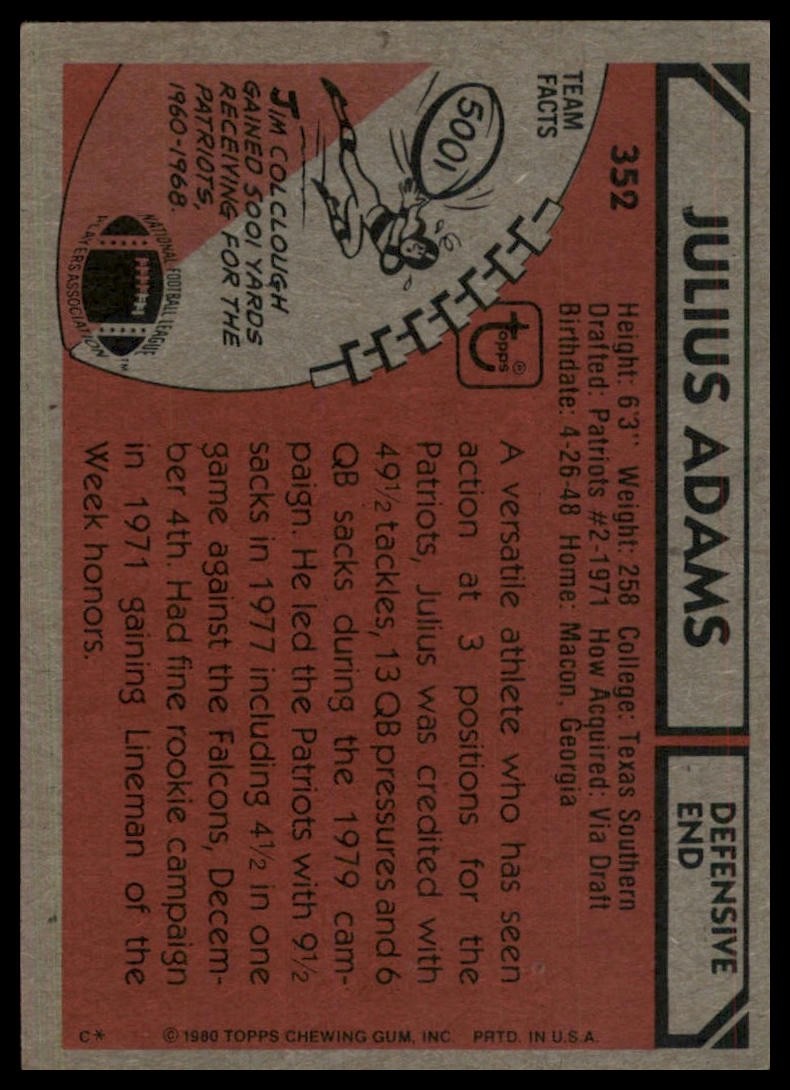 JULIUS ADAMS
DEFENSIVE
END
352
Height: 6'3" Weight: 258 College: Texas Southern
Drafted: Patriots #2-1971 How Acquired: Via Draft
Birthdate: 4-26-48 Home: Macon, Georgia
TEAM
FACTS
5001
JIM COLCLOUGH
GAINED 5001 YARDS
RECEIVING FOR THE
PATRIOTS,
1960-1968.
NATIONAL FOOTBALL LEAGUE
PLAYERS ASSOCIATION™
topps®
A versatile athlete who has seen
action at 3 positions for the
Patriots, Julius was credited with
49½ tackles, 13 QB pressures and 6
QB sacks during the 1979 cam-
paign. He led the Patriots with 9½
sacks in 1977 including 4½ in one
game against the Falcons, Decem-
ber 4th. Had fine rookie campaign
in 1971 gaining Lineman of the
Week honors.
C* © 1980 TOPPS CHEWING GUM, INC. PRTD. IN U.S.A.